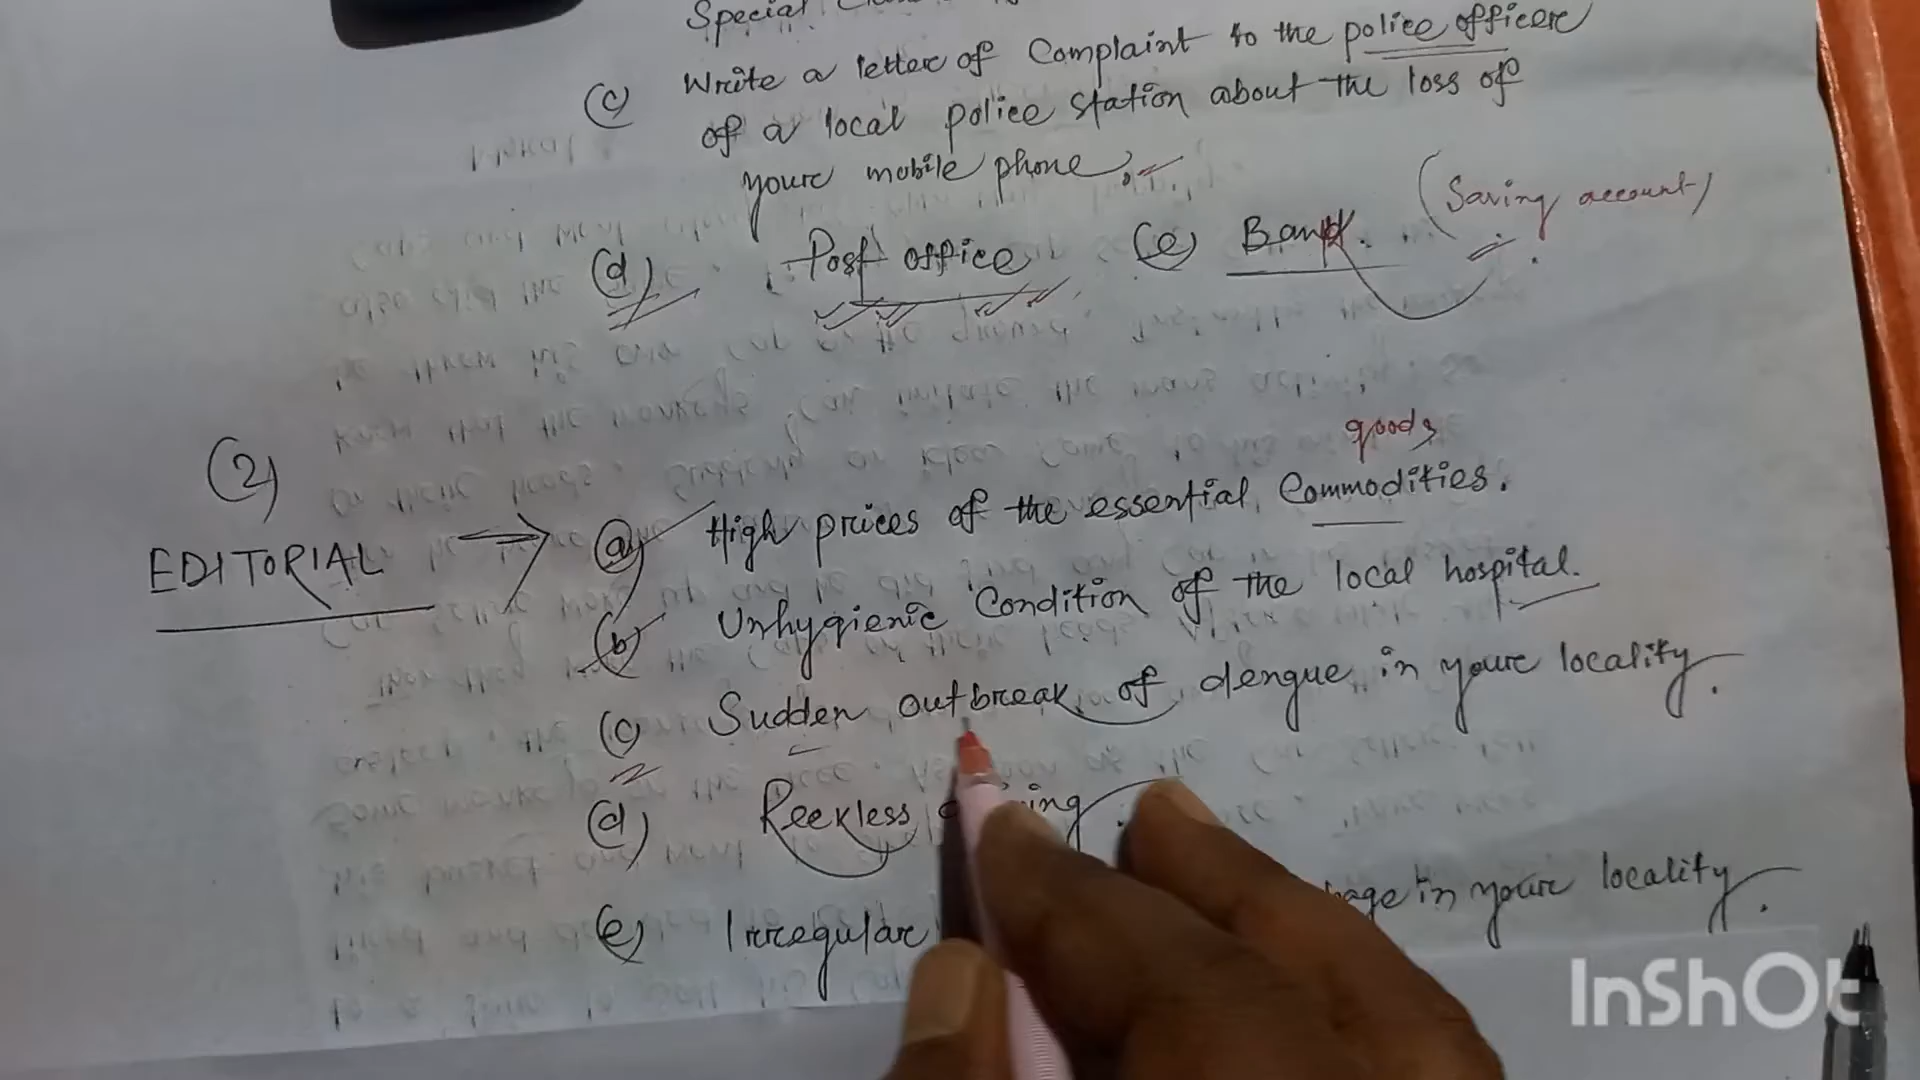 Special
(c) Write a letter of Complaint to the police officer
of a local police station about the loss of
your mobile phone.
(d) Post office (e) Bank. (Saving account)
(2)
goods
EDITORIAL → (a) High prices of the essential Commodities.
(b) Unhygienic Condition of the local hospital.
(c) Sudden outbreak of dengue in your locality.
(d) Reckless
(e) Irregular in your locality.
InShOt